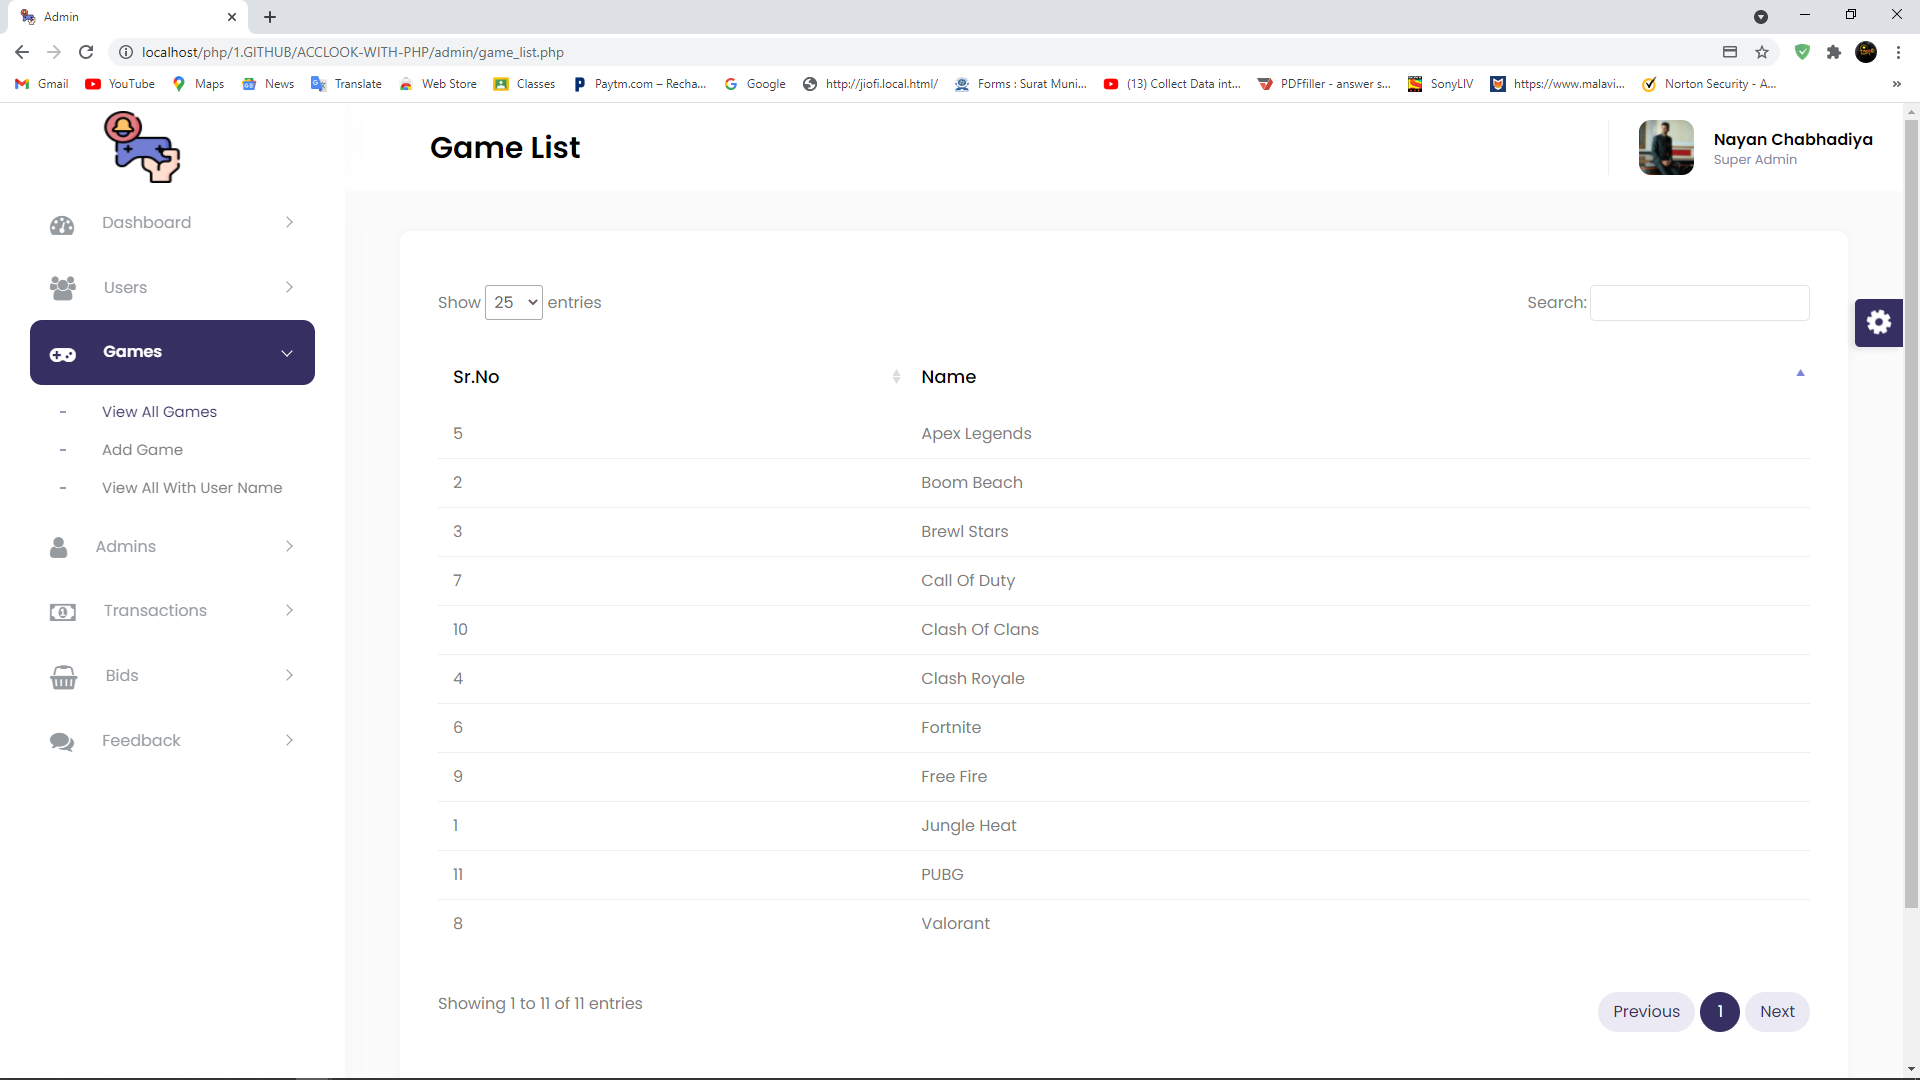 Admin
localhost/php/1.GITHUB/ACCLOOK-WITH-PHP/admin/game_list.php
Gmail YouTube Maps News Translate Web Store Classes Paytm.com – Recha... Google http://jiofi.local.html/ Forms : Surat Muni... (13) Collect Data int... PDFfiller - answer s... SonyLIV https://www.malavi... Norton Security - A... »
Game List
Nayan Chabhadiya
Super Admin
Dashboard
Users
Games
- View All Games
- Add Game
- View All With User Name
Admins
Transactions
Bids
Feedback
Show 25 entries
Search:
Sr.No Name
5 Apex Legends
2 Boom Beach
3 Brewl Stars
7 Call Of Duty
10 Clash Of Clans
4 Clash Royale
6 Fortnite
9 Free Fire
1 Jungle Heat
11 PUBG
8 Valorant
Showing 1 to 11 of 11 entries
Previous 1 Next